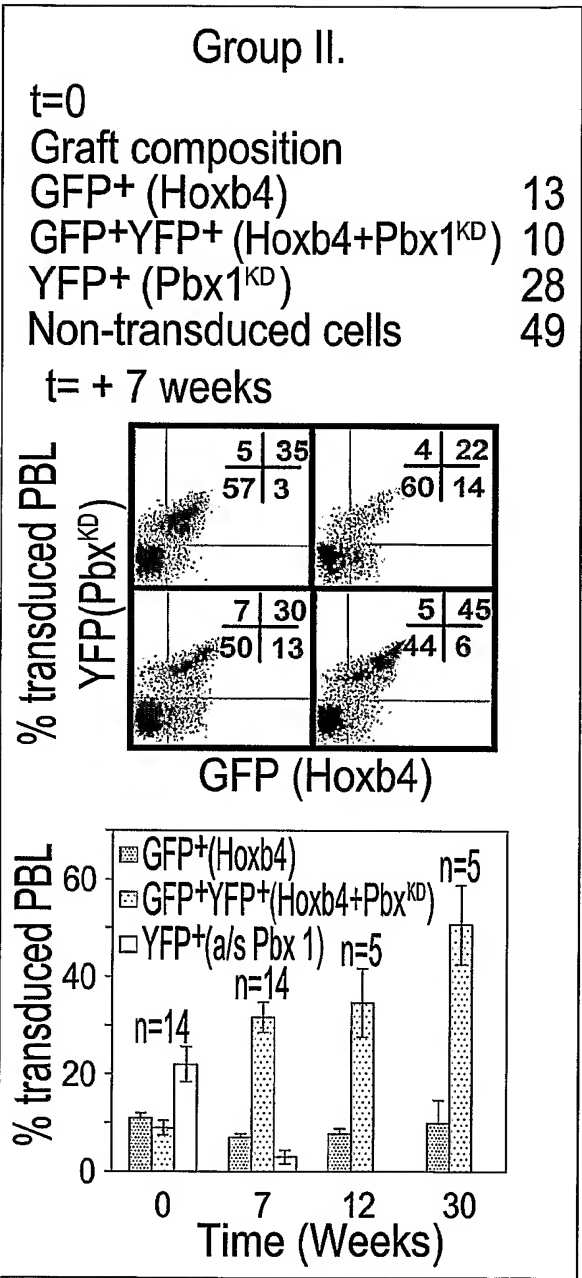 Group II.
t=0
Graft composition
GFP+ (Hoxb4) 13
GFP+YFP+ (Hoxb4+Pbx1KD) 10
YFP+ (Pbx1KD) 28
Non-transduced cells 49
t= + 7 weeks
% transduced PBL
YFP(PbxKD)
5 35
57 3
4 22
60 14
7 30
50 13
5 45
44 6
GFP (Hoxb4)
% transduced PBL
60
40
20
0
GFP+(Hoxb4)
GFP+YFP+(Hoxb4+PbxKD)
YFP+(a/s Pbx 1)
n=14
n=14
n=5
n=5
0 7 12 30
Time (Weeks)